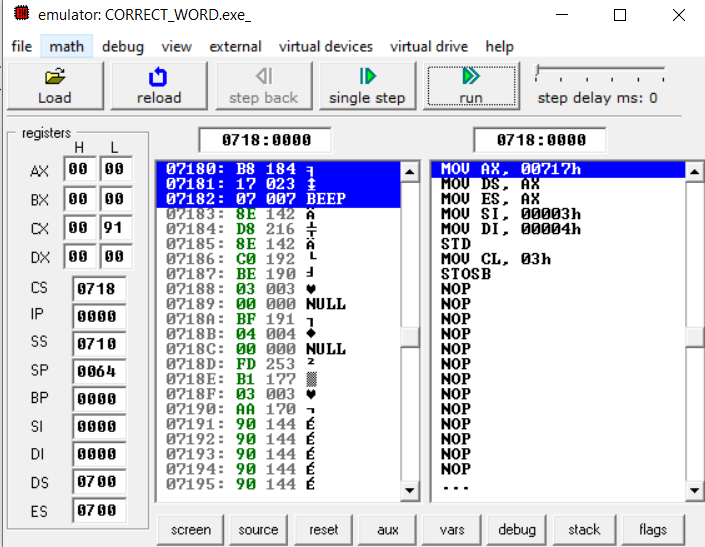 emulator: CORRECT_WORD.exe_
file math debug view external virtual devices virtual drive help
Load reload step back single step run step delay ms: 0
registers
H L
0718:0000 0718:0000
AX 00 00
BX 00 00
CX 00 91
DX 00 00
CS 0718
IP 0000
SS 0710
SP 0064
BP 0000
SI 0000
DI 0000
DS 0700
ES 0700
07180: B8 184 ╕
07181: 17 023 ↨
07182: 07 007 BEEP
07183: 8E 142 Ä
07184: D8 216 ╪
07185: 8E 142 Ä
07186: C0 192 └
07187: BE 190 ╛
07188: 03 003 ♥
07189: 00 000 NULL
0718A: BF 191 ┐
0718B: 04 004 ♦
0718C: 00 000 NULL
0718D: FD 253 ²
0718E: B1 177 ▒
0718F: 03 003 ♥
07190: AA 170 ¬
07191: 90 144 É
07192: 90 144 É
07193: 90 144 É
07194: 90 144 É
07195: 90 144 É
MOV AX, 00717h
MOV DS, AX
MOV ES, AX
MOV SI, 00003h
MOV DI, 00004h
STD
MOV CL, 03h
STOSB
NOP
NOP
NOP
NOP
NOP
NOP
NOP
NOP
NOP
NOP
NOP
NOP
NOP
...
screen source reset aux vars debug stack flags